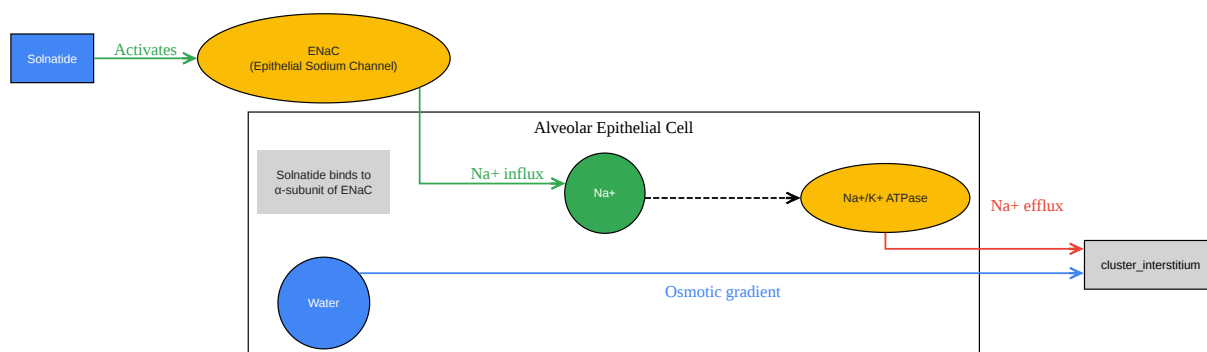 Solnatide
Activates
ENaC
(Epithelial Sodium Channel)
Alveolar Epithelial Cell
Solnatide binds to
α-subunit of ENaC
Na+ influx
Na+
Na+/K+ ATPase
Na+ efflux
cluster_interstitium
Water
Osmotic gradient